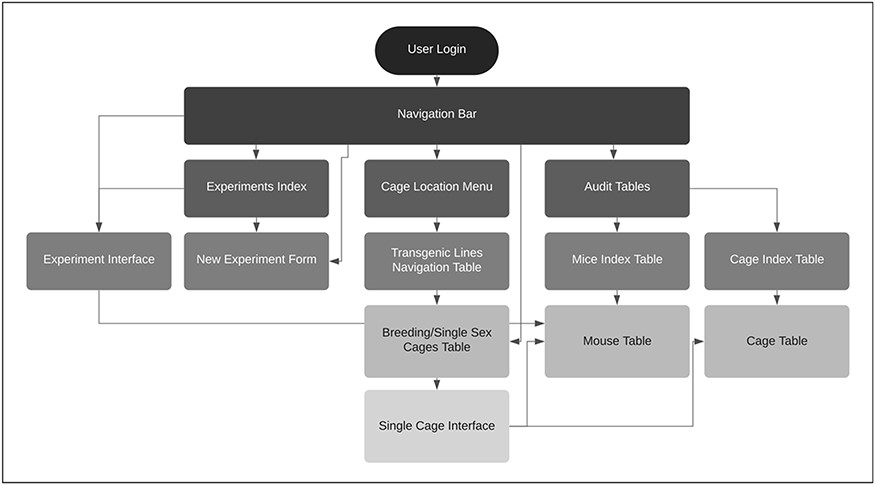 User Login
Navigation Bar
Experiments Index
Cage Location Menu
Audit Tables
Experiment Interface
New Experiment Form
Transgenic Lines
Navigation Table
Mice Index Table
Cage Index Table
Breeding/Single Sex
Cages Table
Mouse Table
Cage Table
Single Cage Interface